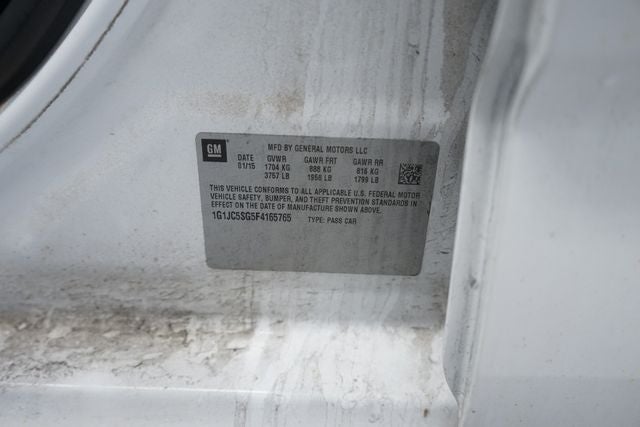 GM
MFD BY GENERAL MOTORS LLC
DATE GVWR GAWR FRT GAWR RR
01/15 1704 KG 888 KG 816 KG
3757 LB 1958 LB 1799 LB
THIS VEHICLE CONFORMS TO ALL APPLICABLE U.S. FEDERAL MOTOR
VEHICLE SAFETY, BUMPER, AND THEFT PREVENTION STANDARDS IN
EFFECT ON THE DATE OF MANUFACTURE SHOWN ABOVE.
1G1JC5SG5F4165765 TYPE: PASS CAR